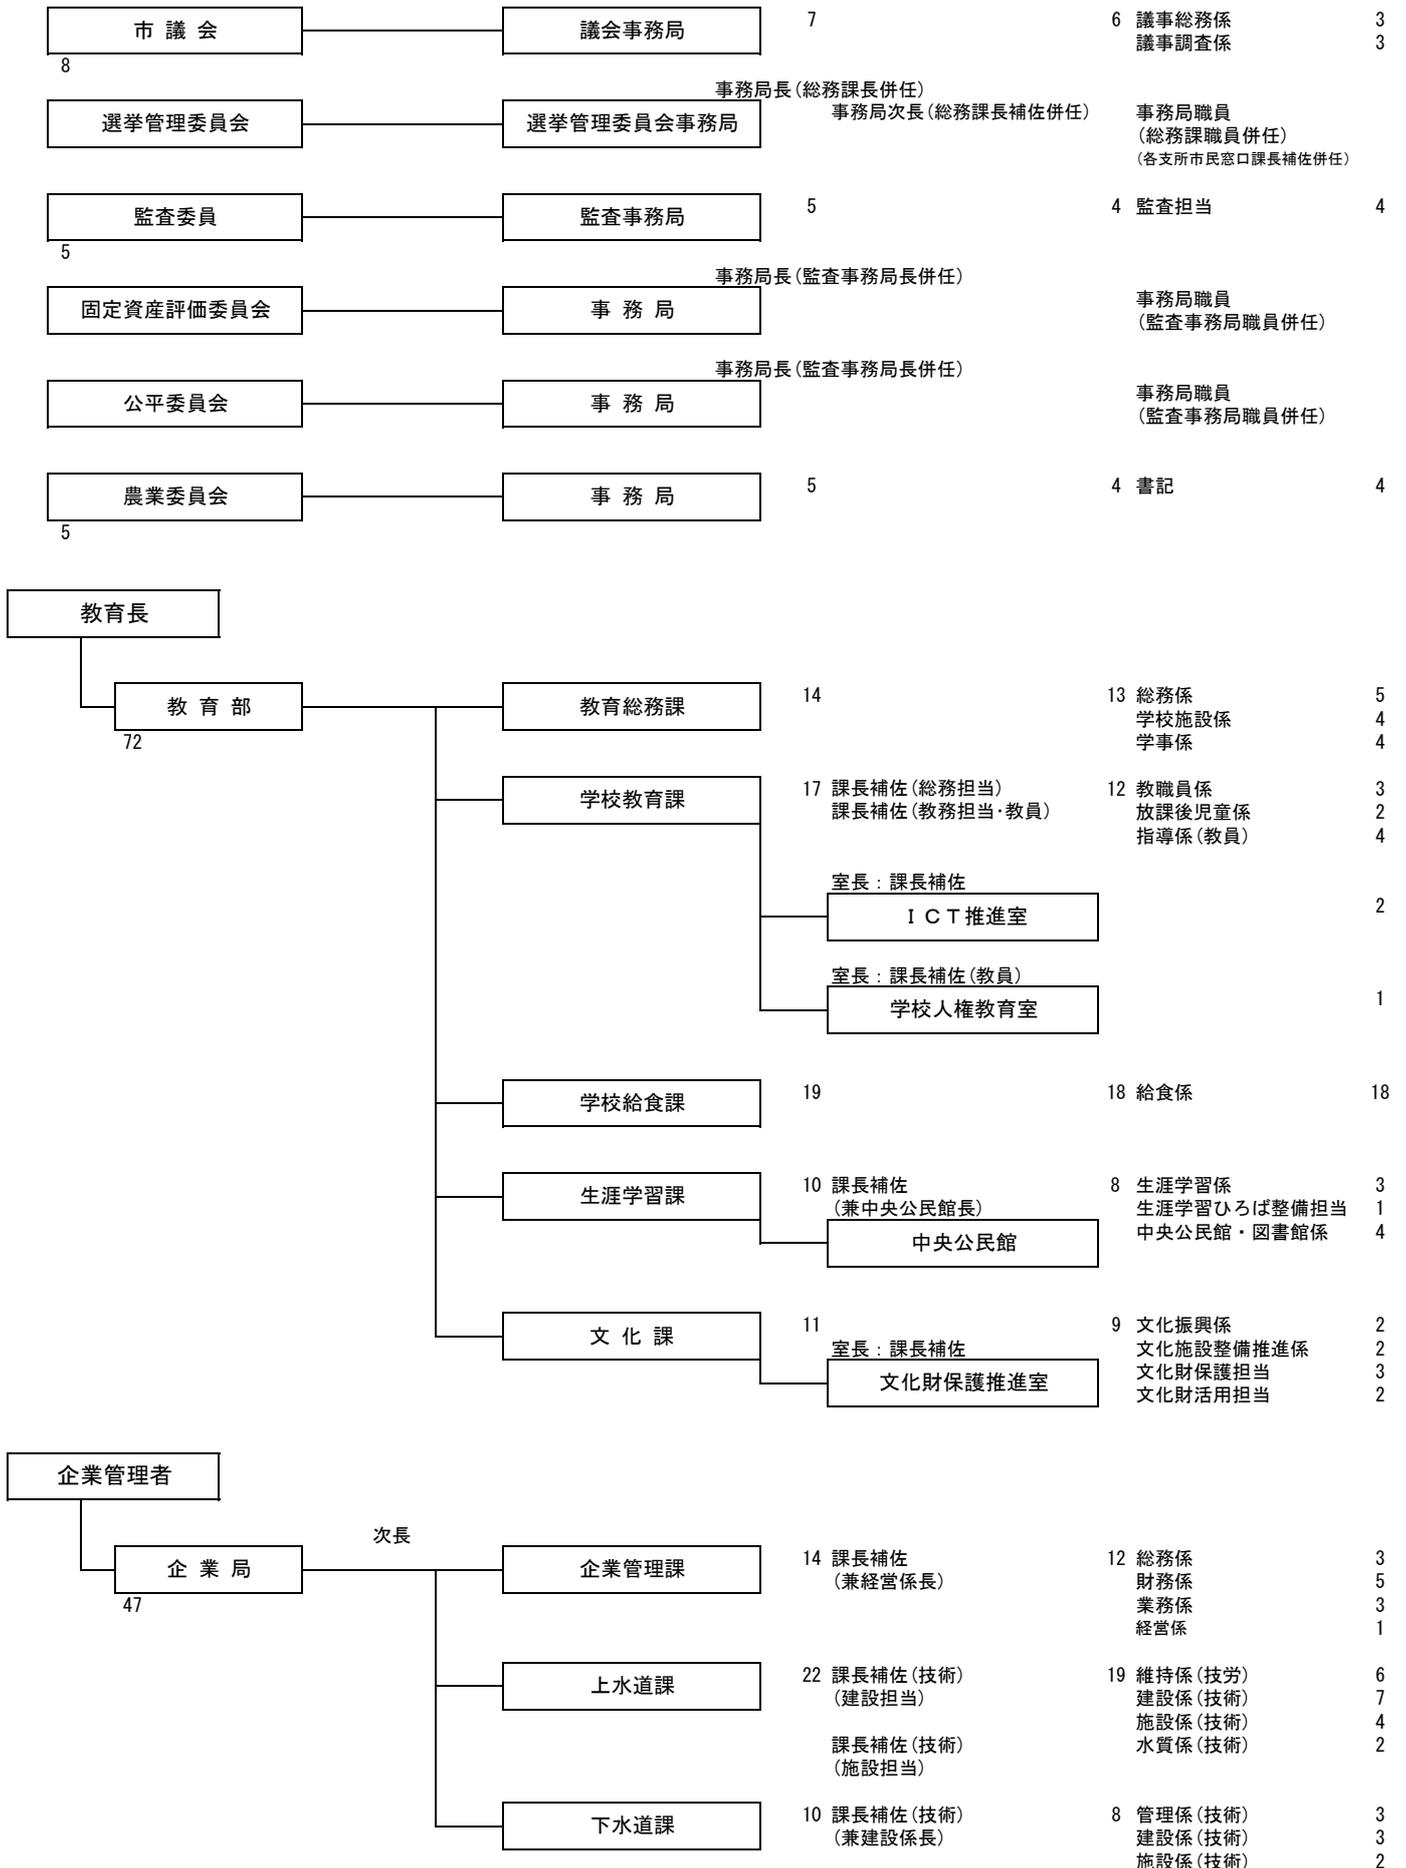 市 議 会 議会事務局 7 6 議事総務係 3
議事調査係 3
8
事務局長(総務課長併任)
選挙管理委員会 選挙管理委員会事務局 事務局次長(総務課長補佐併任) 事務局職員
(総務課職員併任)
(各支所市民窓口課長補佐併任)
監査委員 監査事務局 5 4 監査担当 4
5
事務局長(監査事務局長併任)
固定資産評価委員会 事 務 局 事務局職員
(監査事務局職員併任)
事務局長(監査事務局長併任)
公平委員会 事 務 局 事務局職員
(監査事務局職員併任)
農業委員会 事 務 局 5 4 書記 4
5
教育長
教 育 部 教育総務課 14 13 総務係 5
学校施設係 4
72 学事係 4
学校教育課 17 課長補佐(総務担当) 12 教職員係 3
課長補佐(教務担当・教員) 放課後児童係 2
指導係(教員) 4
室長：課長補佐
ＩＣＴ推進室 2
室長：課長補佐(教員)
学校人権教育室 1
学校給食課 19 18 給食係 18
生涯学習課 10 課長補佐 8 生涯学習係 3
(兼中央公民館長) 生涯学習ひろば整備担当 1
中央公民館 中央公民館・図書館係 4
文 化 課 11 9 文化振興係 2
室長：課長補佐 文化施設整備推進係 2
文化財保護推進室 文化財保護担当 3
文化財活用担当 2
企業管理者
次長
企 業 局 企業管理課 14 課長補佐 12 総務係 3
(兼経営係長) 財務係 5
47 業務係 3
経営係 1
上水道課 22 課長補佐(技術) 19 維持係(技労) 6
(建設担当) 建設係(技術) 7
施設係(技術) 4
課長補佐(技術) 水質係(技術) 2
(施設担当)
下水道課 10 課長補佐(技術) 8 管理係(技術) 3
(兼建設係長) 建設係(技術) 3
施設係(技術) 2